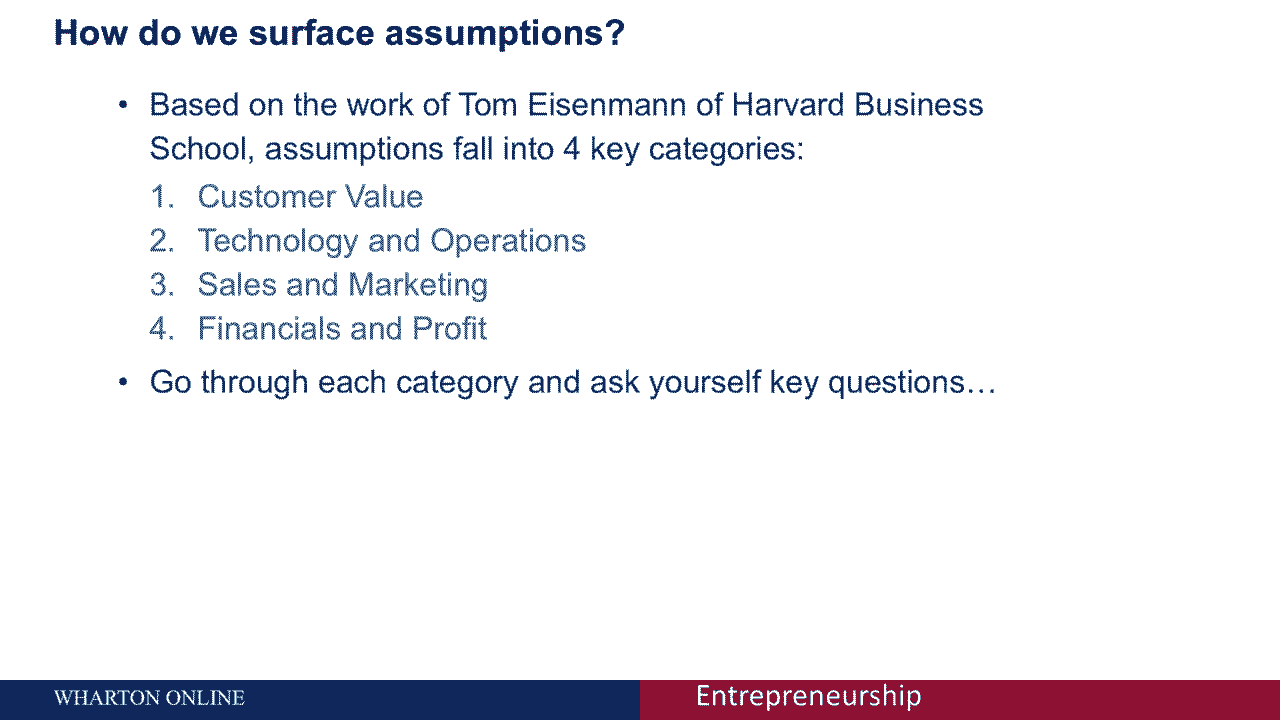 How do we surface assumptions?
• Based on the work of Tom Eisenmann of Harvard Business
School, assumptions fall into 4 key categories:
1. Customer Value
2. Technology and Operations
3. Sales and Marketing
4. Financials and Profit
• Go through each category and ask yourself key questions…
WHARTON ONLINE
Entrepreneurship